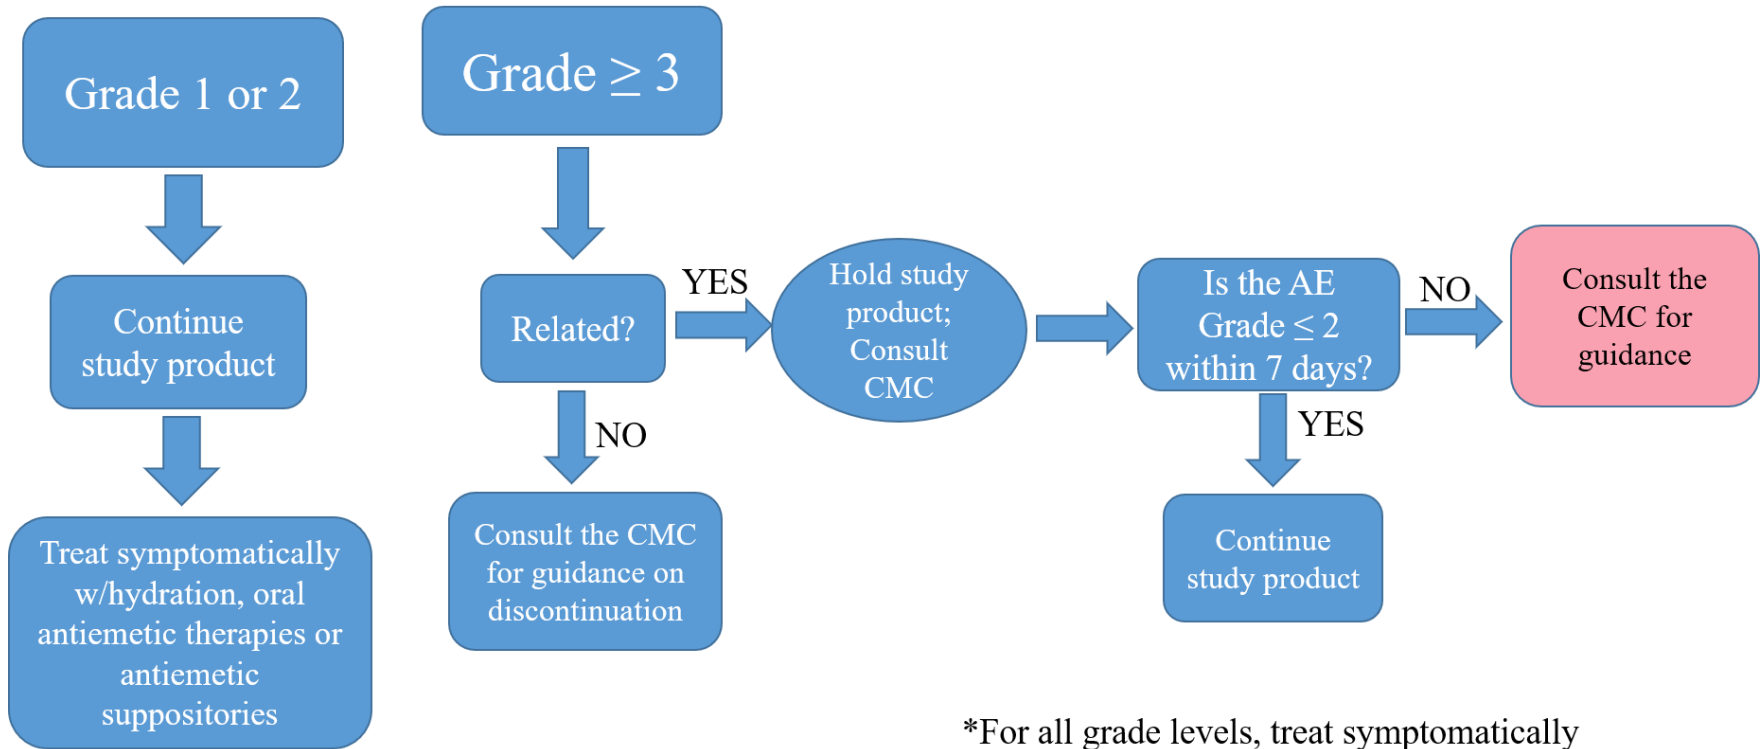 Grade 1 or 2
Continue
study product
Treat symptomatically
w/hydration, oral
antiemetic therapies or
antiemetic
suppositories
Grade ≥ 3
Related?
YES
NO
Consult the CMC
for guidance on
discontinuation
Hold study
product;
Consult
CMC
Is the AE
Grade ≤ 2
within 7 days?
NO
YES
Consult the
CMC for
guidance
Continue
study product
*For all grade levels, treat symptomatically